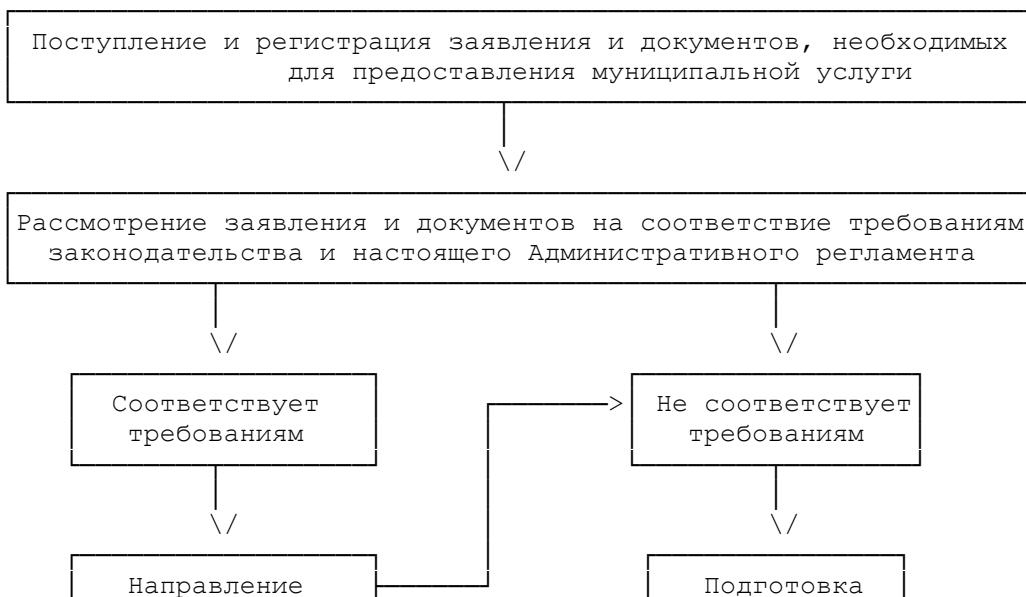 Поступление и регистрация заявления и документов, необходимых
для предоставления муниципальной услуги
Рассмотрение заявления и документов на соответствие требованиям
законодательства и настоящего Административного регламента
Соответствует
требованиям
Не соответствует
требованиям
Направление
Подготовка